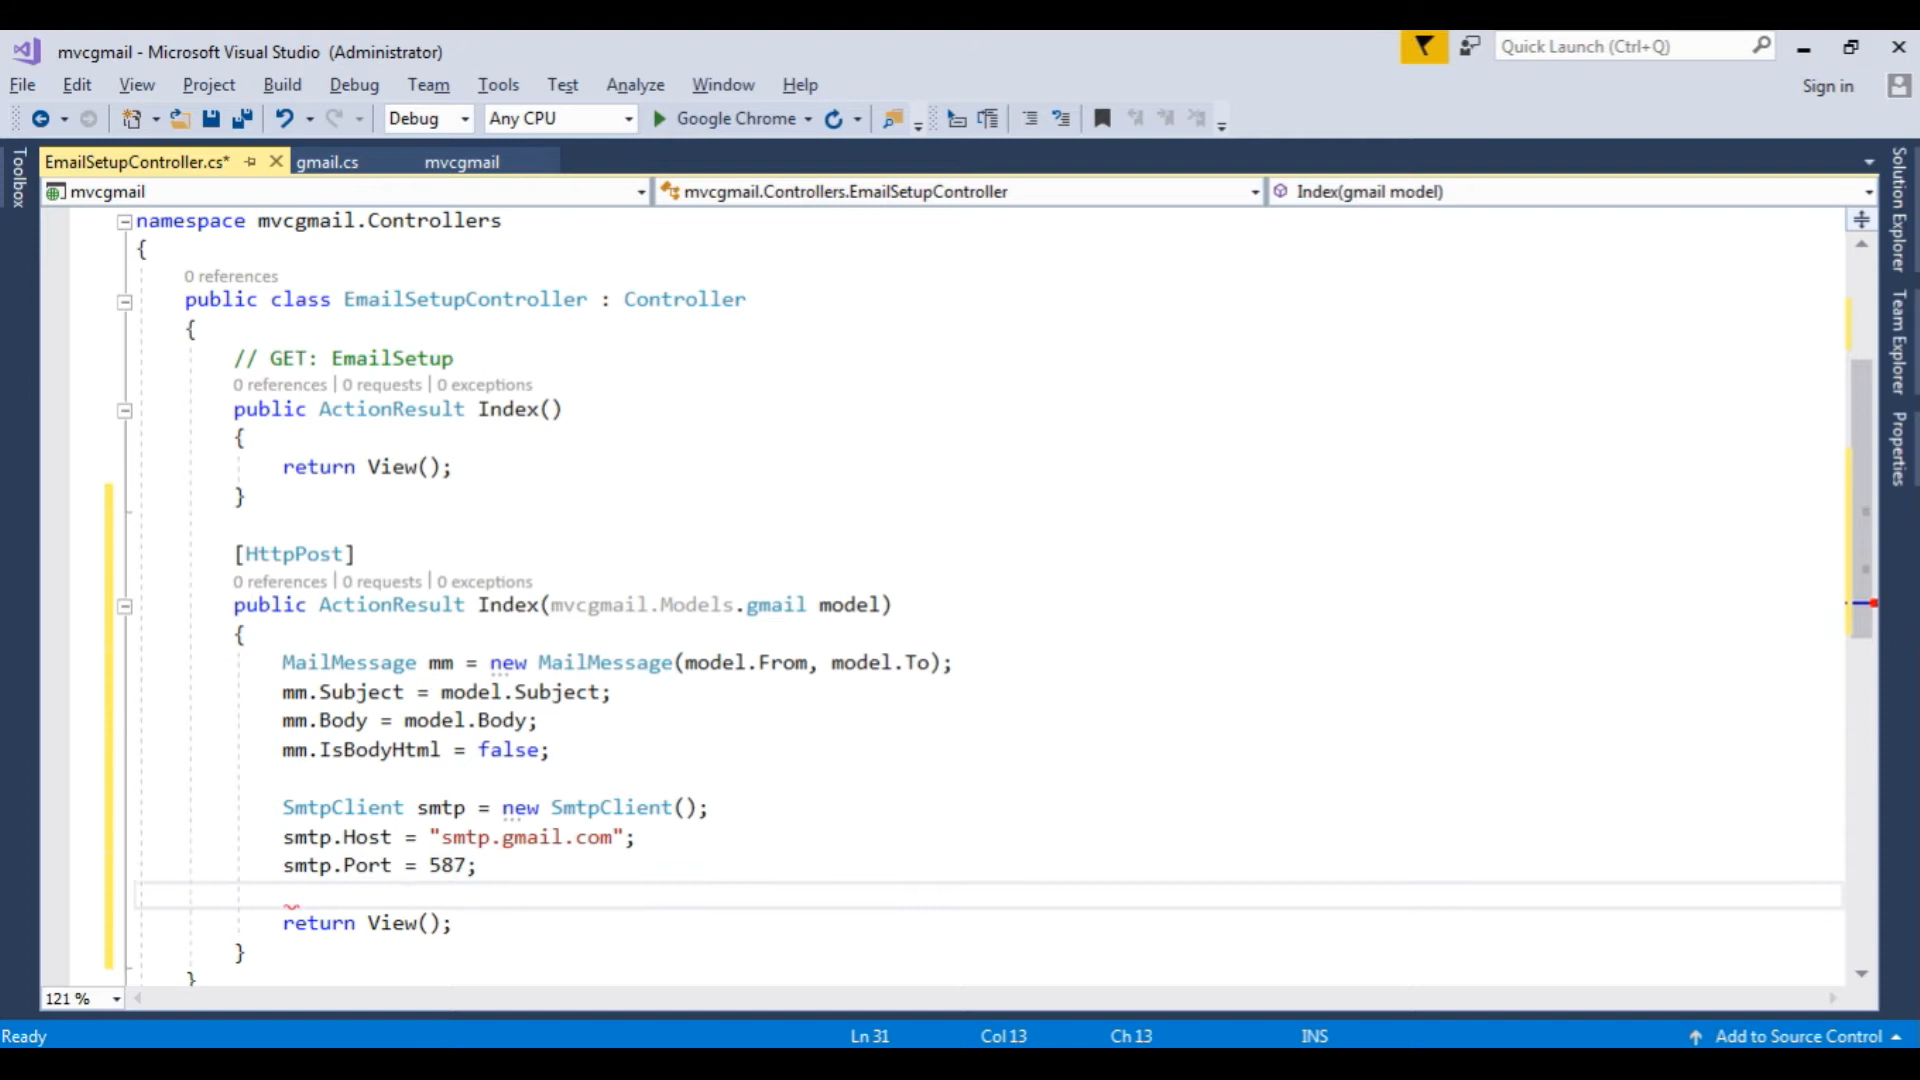 mvcgmail - Microsoft Visual Studio (Administrator)
Quick Launch (Ctrl+Q)
File Edit View Project Build Debug Team Tools Test Analyze Window Help
Sign in
Debug Any CPU Google Chrome
Toolbox
EmailSetupController.cs* gmail.cs mvcgmail
mvcgmail mvcgmail.Controllers.EmailSetupController Index(gmail model)
Solution Explorer
Team Explorer
Properties
namespace mvcgmail.Controllers
{
0 references
public class EmailSetupController : Controller
{
// GET: EmailSetup
0 references | 0 requests | 0 exceptions
public ActionResult Index()
{
return View();
}
[HttpPost]
0 references | 0 requests | 0 exceptions
public ActionResult Index(mvcgmail.Models.gmail model)
{
MailMessage mm = new MailMessage(model.From, model.To);
mm.Subject = model.Subject;
mm.Body = model.Body;
mm.IsBodyHtml = false;
SmtpClient smtp = new SmtpClient();
smtp.Host = "smtp.gmail.com";
smtp.Port = 587;
return View();
}
}
121 %
Ready Ln 31 Col 13 Ch 13 INS Add to Source Control